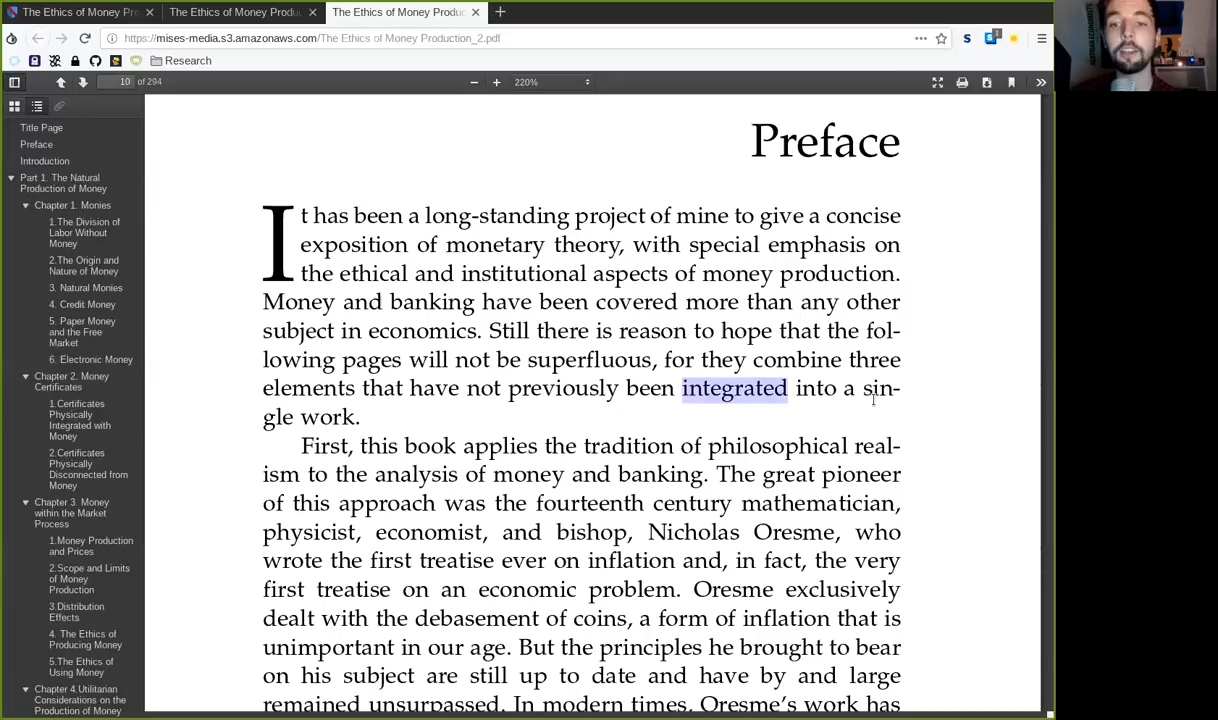 The Ethics of Money Pro
The Ethics of Money Produ
The Ethics of Money Produc
https://mises-media.s3.amazonaws.com/The Ethics of Money Production_2.pdf
S
1
Research
10 of 294
220%
Title Page
Preface
Introduction
Part 1. The Natural
Production of Money
Chapter 1. Monies
1.The Division of
Labor Without
Money
2.The Origin and
Nature of Money
3. Natural Monies
4. Credit Money
5. Paper Money
and the Free
Market
6. Electronic Money
Chapter 2. Money
Certificates
1.Certificates
Physically
Integrated with
Money
2.Certificates
Physically
Disconnected from
Money
Chapter 3. Money
within the Market
Process
1.Money Production
and Prices
2.Scope and Limits
of Money
Production
3.Distribution
Effects
4. The Ethics of
Producing Money
5.The Ethics of
Using Money
Chapter 4.Utilitarian
Considerations on the
Production of Money
Preface
It has been a long-standing project of mine to give a concise
exposition of monetary theory, with special emphasis on
the ethical and institutional aspects of money production.
Money and banking have been covered more than any other
subject in economics. Still there is reason to hope that the fol-
lowing pages will not be superfluous, for they combine three
elements that have not previously been integrated into a sin-
gle work.
First, this book applies the tradition of philosophical real-
ism to the analysis of money and banking. The great pioneer
of this approach was the fourteenth century mathematician,
physicist, economist, and bishop, Nicholas Oresme, who
wrote the first treatise ever on inflation and, in fact, the very
first treatise on an economic problem. Oresme exclusively
dealt with the debasement of coins, a form of inflation that is
unimportant in our age. But the principles he brought to bear
on his subject are still up to date and have by and large
remained unsurpassed. In modern times, Oresme's work has